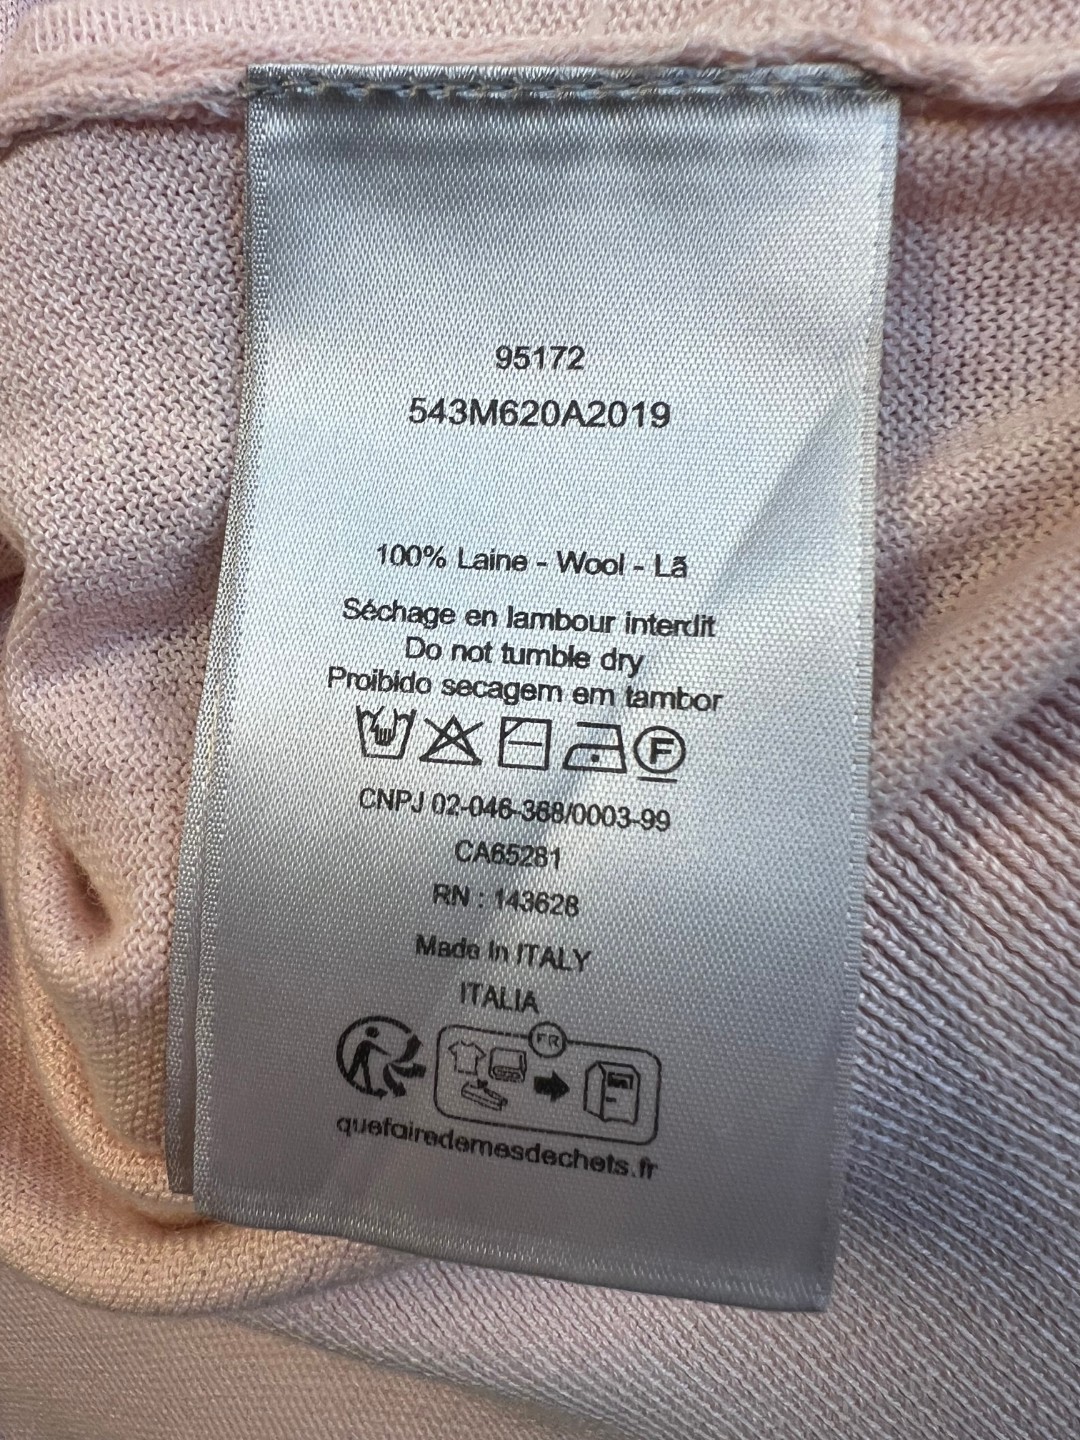 95172
543M620A2019
100% Laine - Wool - Lã
Séchage en lambour interdit
Do not tumble dry
Proibido secagem em tambor
F
CNPJ 02-046-368/0003-99
CA65281
RN : 143628
Made In ITALY
ITALIA
FR
quefairedemesdechets.fr